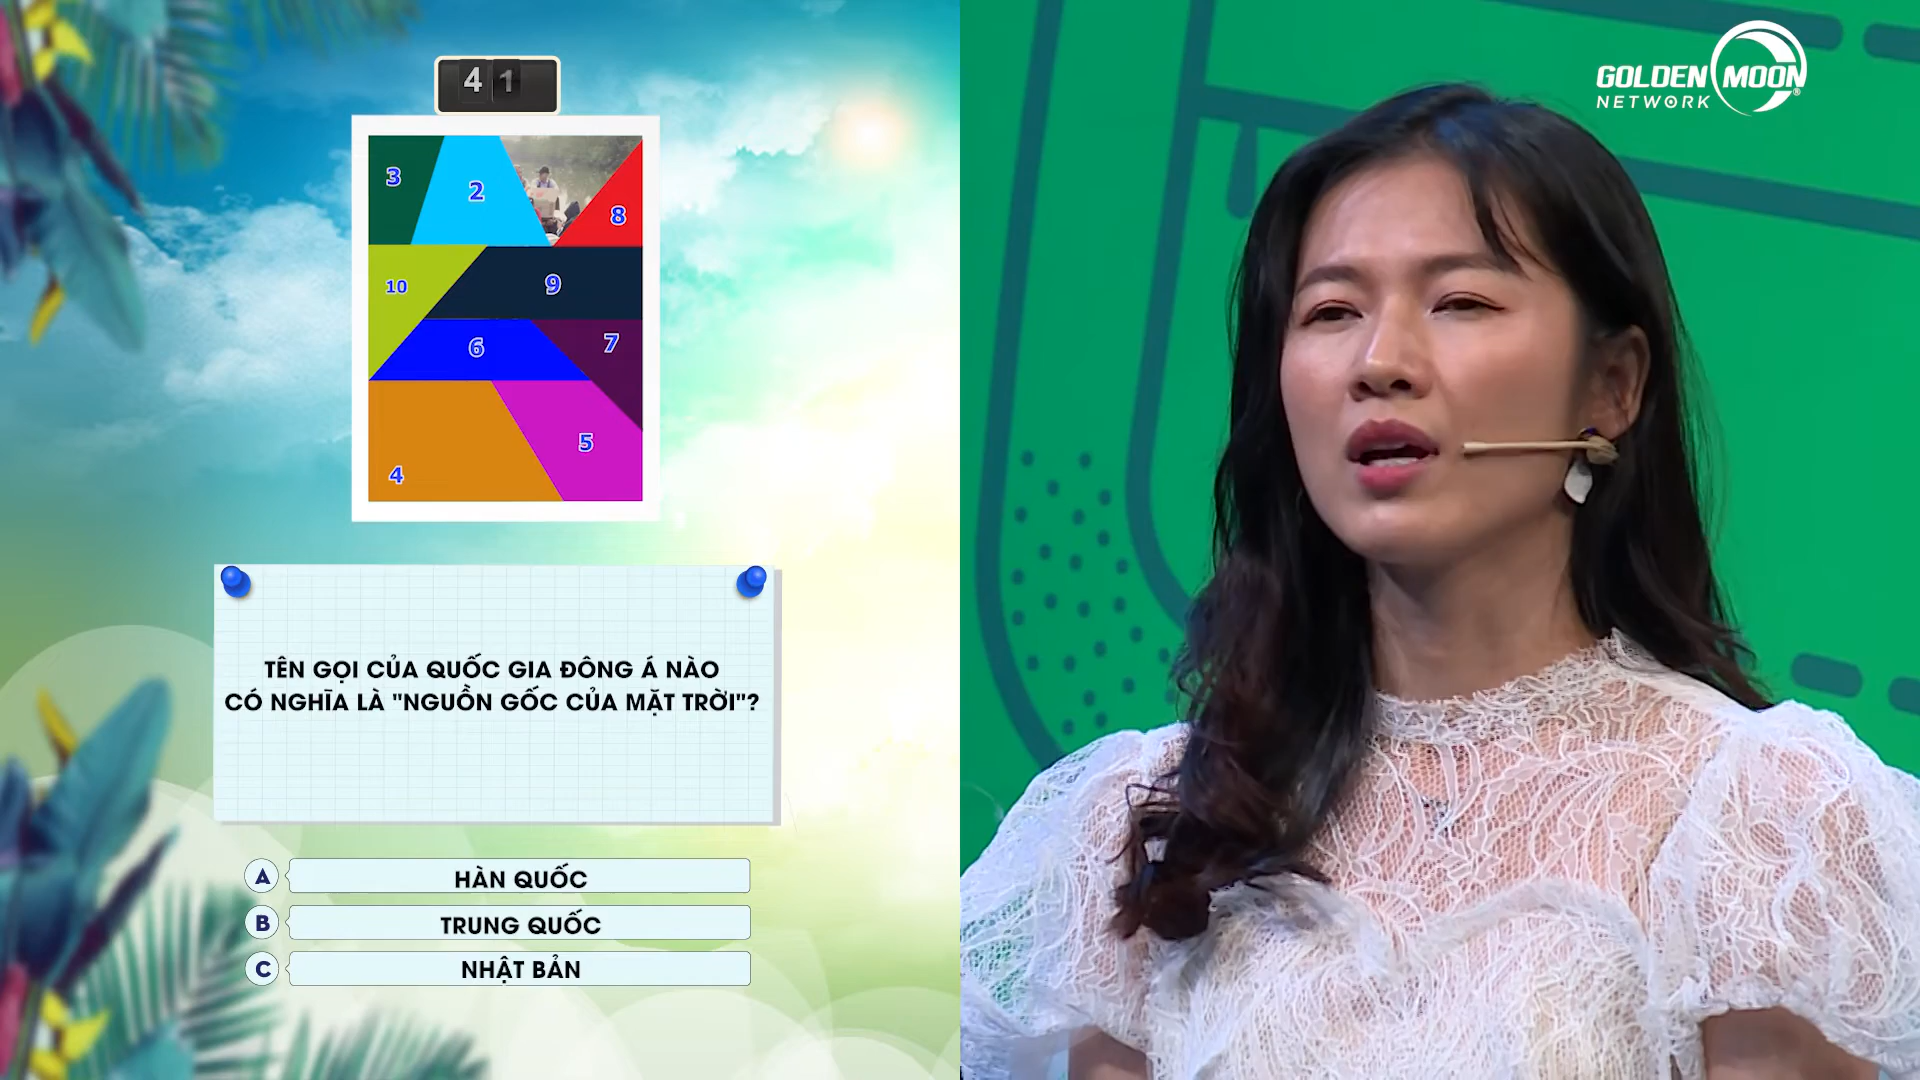 41
3
2
8
10
9
6
7
5
4
TÊN GỌI CỦA QUỐC GIA ĐÔNG Á NÀO
CÓ NGHĨA LÀ "NGUỒN GỐC CỦA MẶT TRỜI"?
A HÀN QUỐC
B TRUNG QUỐC
C NHẬT BẢN
GOLDEN MOON
NETWORK